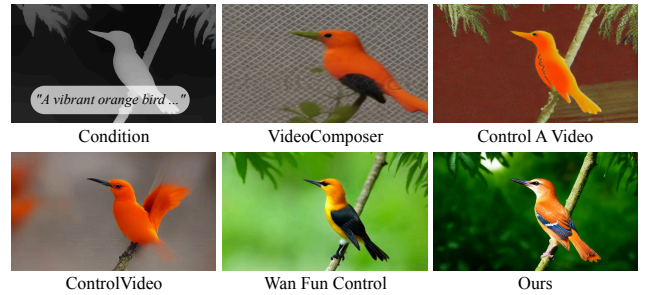 "A vibrant orange bird ..."
Condition
VideoComposer
Control A Video
ControlVideo
Wan Fun Control
Ours